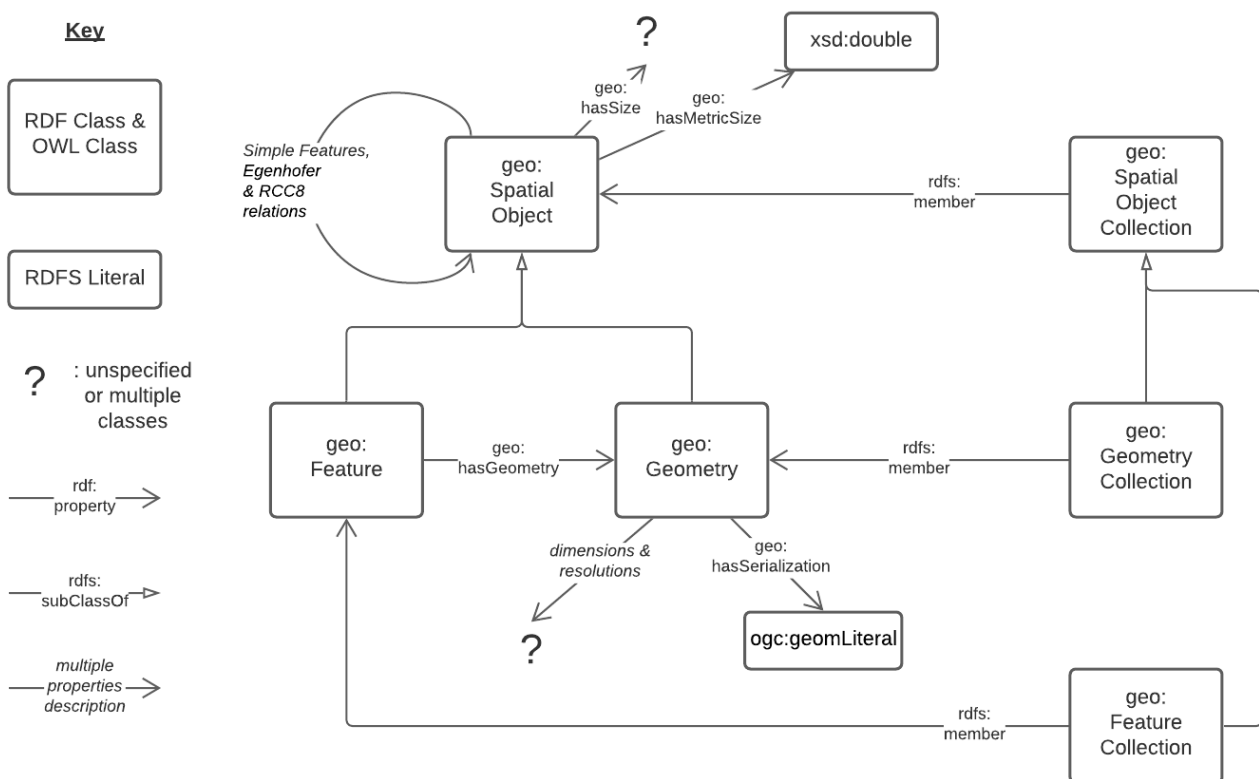 Key
RDF Class &
OWL Class
RDFS Literal
?
: unspecified
or multiple
classes
rdf:
property
rdfs:
subClassOf
multiple
properties
description
?
xsd:double
geo:
hasSize
geo:
hasMetricSize
Simple Features,
Egenhofer
& RCC8
relations
geo:
Spatial
Object
rdfs:
member
geo:
Spatial
Object
Collection
geo:
Feature
geo:
hasGeometry
geo:
Geometry
rdfs:
member
geo:
Geometry
Collection
dimensions &
resolutions
geo:
hasSerialization
?
ogc:geomLiteral
rdfs:
member
geo:
Feature
Collection